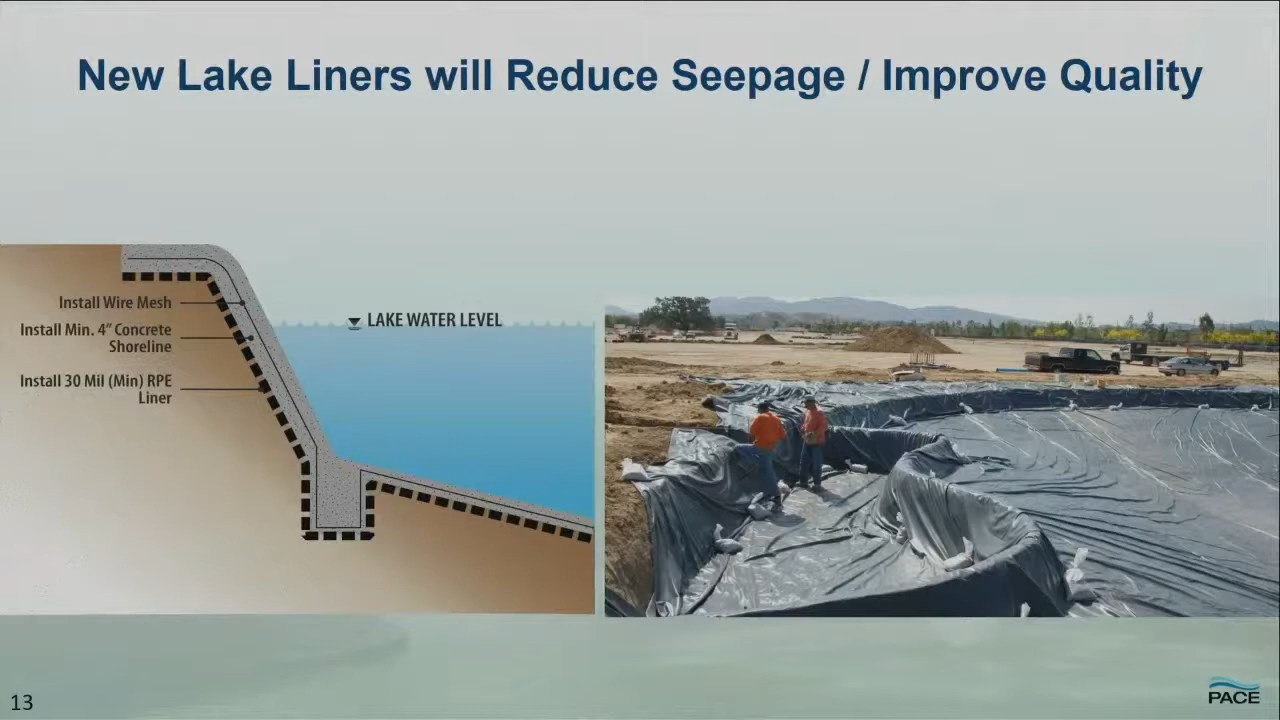 New Lake Liners will Reduce Seepage / Improve Quality
Install Wire Mesh
Install Min. 4” Concrete
Shoreline
Install 30 Mil (Min) RPE
Liner
LAKE WATER LEVEL
13
PACE